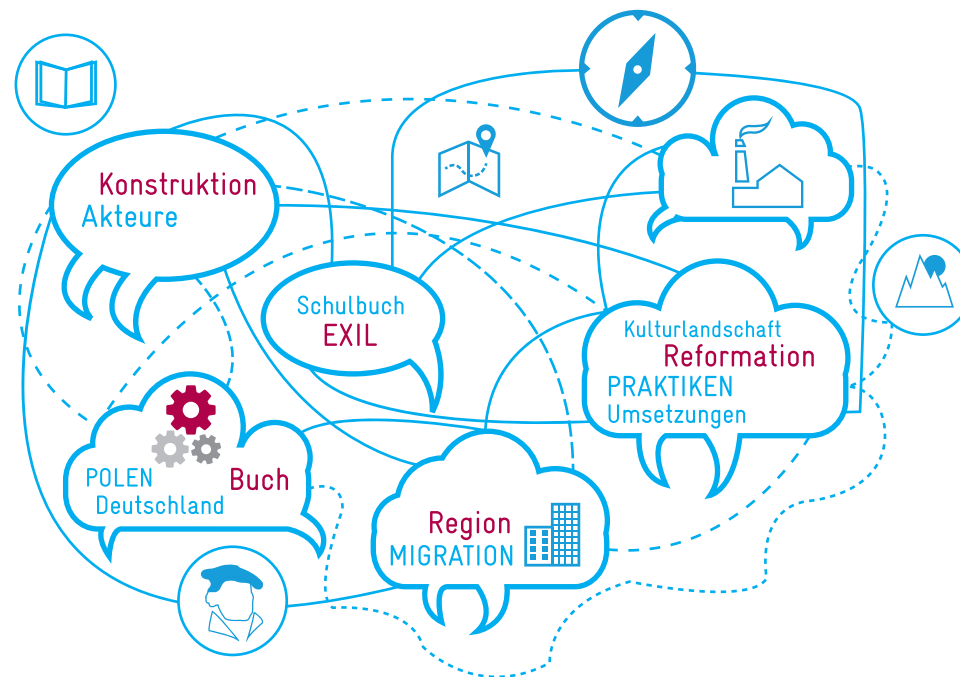 Konstruktion
Akteure
Schulbuch
EXIL
Kulturlandschaft
Reformation
PRAKTIKEN
Umsetzungen
POLEN
Buch
Deutschland
Region
MIGRATION